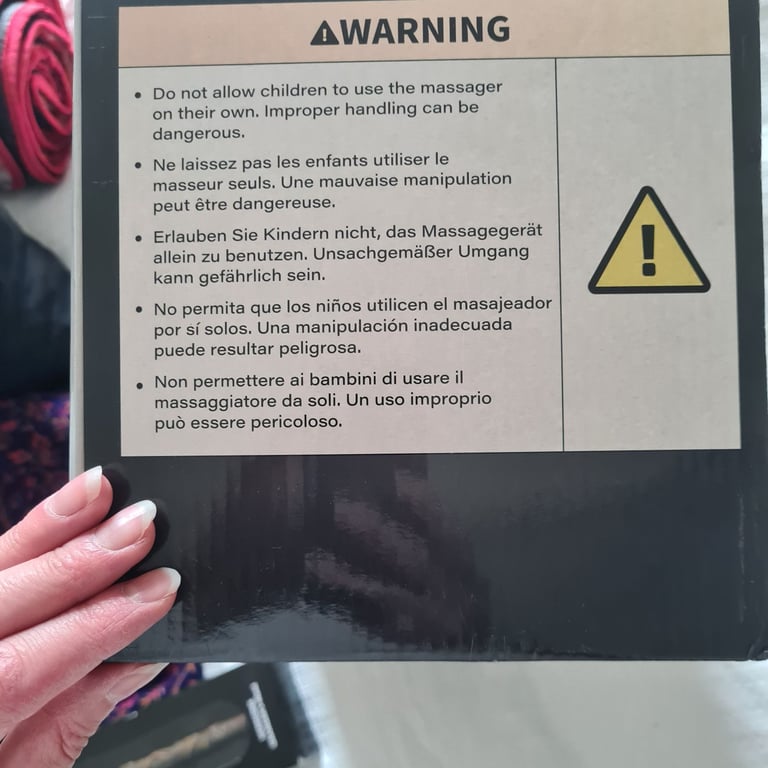 ⚠WARNING
• Do not allow children to use the massager
on their own. Improper handling can be
dangerous.
• Ne laissez pas les enfants utiliser le
masseur seuls. Une mauvaise manipulation
peut être dangereuse.
• Erlauben Sie Kindern nicht, das Massagegerät
allein zu benutzen. Unsachgemäßer Umgang
kann gefährlich sein.
• No permita que los niños utilicen el masajeador
por sí solos. Una manipulación inadecuada
puede resultar peligrosa.
• Non permettere ai bambini di usare il
massaggiatore da soli. Un uso improprio
può essere pericoloso.